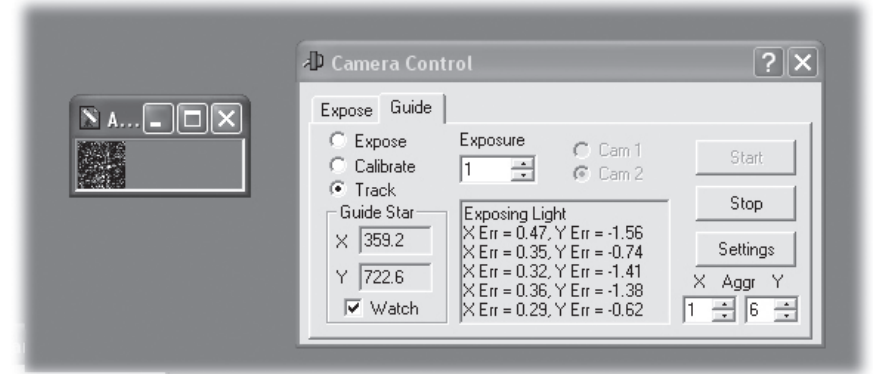 A...
Camera Control
Expose Guide
Expose
Calibrate
Track
Exposure
1
Cam 1
Cam 2
Start
Stop
Settings
Guide Star
X 359.2
Y 722.6
Watch
Exposing Light
X Err = 0.47, Y Err = -1.56
X Err = 0.35, Y Err = -0.74
X Err = 0.32, Y Err = -1.41
X Err = 0.36, Y Err = -1.38
X Err = 0.29, Y Err = -0.62
X Aggr Y
1 6